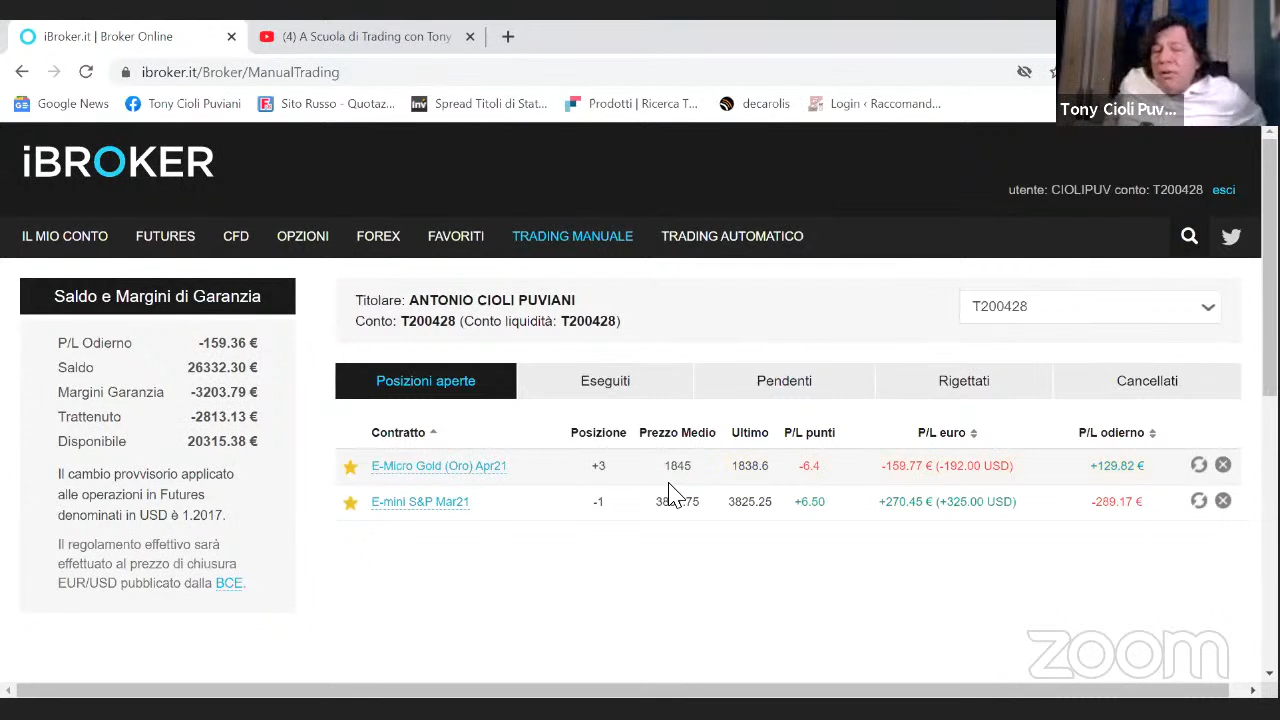 iBroker.it | Broker Online
(4) A Scuola di Trading con Tony
ibroker.it/Broker/ManualTrading
Google News
Tony Cioli Puviani
Sito Russo - Quotaz...
Spread Titoli di Stat...
Prodotti | Ricerca T...
decarolis
Login ‹ Raccomand...
Tony Cioli Puv...
iBROKER
utente: CIOLIPUV conto: T200428 esci
IL MIO CONTO FUTURES CFD OPZIONI FOREX FAVORITI TRADING MANUALE TRADING AUTOMATICO
Saldo e Margini di Garanzia
P/L Odierno -159.36 €
Saldo 26332.30 €
Margini Garanzia -3203.79 €
Trattenuto -2813.13 €
Disponibile 20315.38 €
Il cambio provvisorio applicato
alle operazioni in Futures
denominati in USD è 1.2017.
Il regolamento effettivo sarà
effettuato al prezzo di chiusura
EUR/USD pubblicato dalla BCE.
Titolare: ANTONIO CIOLI PUVIANI
Conto: T200428 (Conto liquidità: T200428)
T200428
Posizioni aperte Eseguiti Pendenti Rigettati Cancellati
Contratto Posizione Prezzo Medio Ultimo P/L punti P/L euro P/L odierno
E-Micro Gold (Oro) Apr21 +3 1845 1838.6 -6.4 -159.77 € (-192.00 USD) +129.82 €
E-mini S&P Mar21 -1 3825.25 +6.50 +270.45 € (+325.00 USD) -289.17 €
zoom